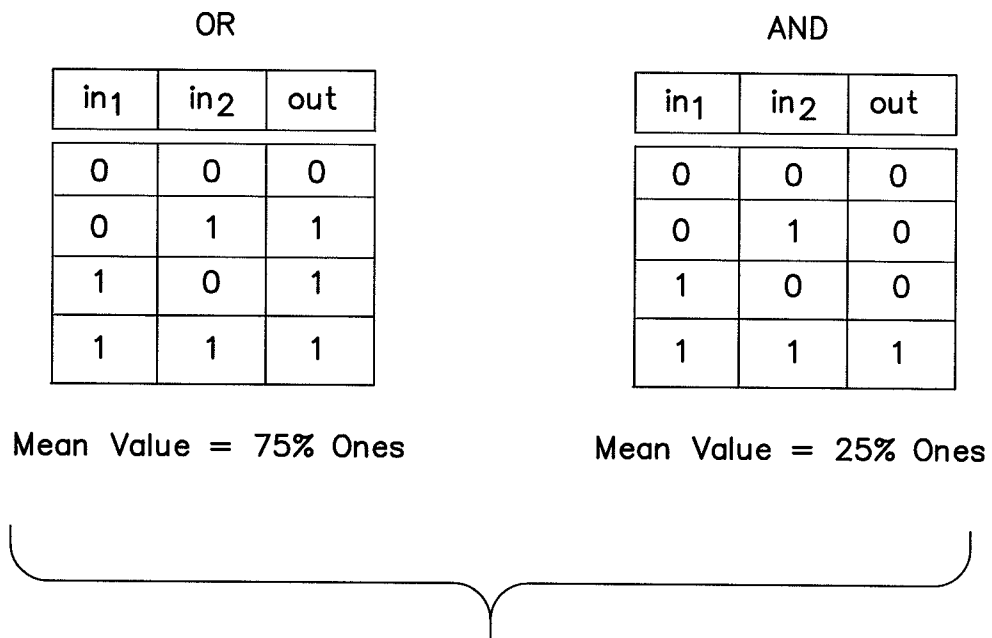 OR
in1 in2 out
0 0 0
0 1 1
1 0 1
1 1 1
Mean Value = 75% Ones
AND
in1 in2 out
0 0 0
0 1 0
1 0 0
1 1 1
Mean Value = 25% Ones